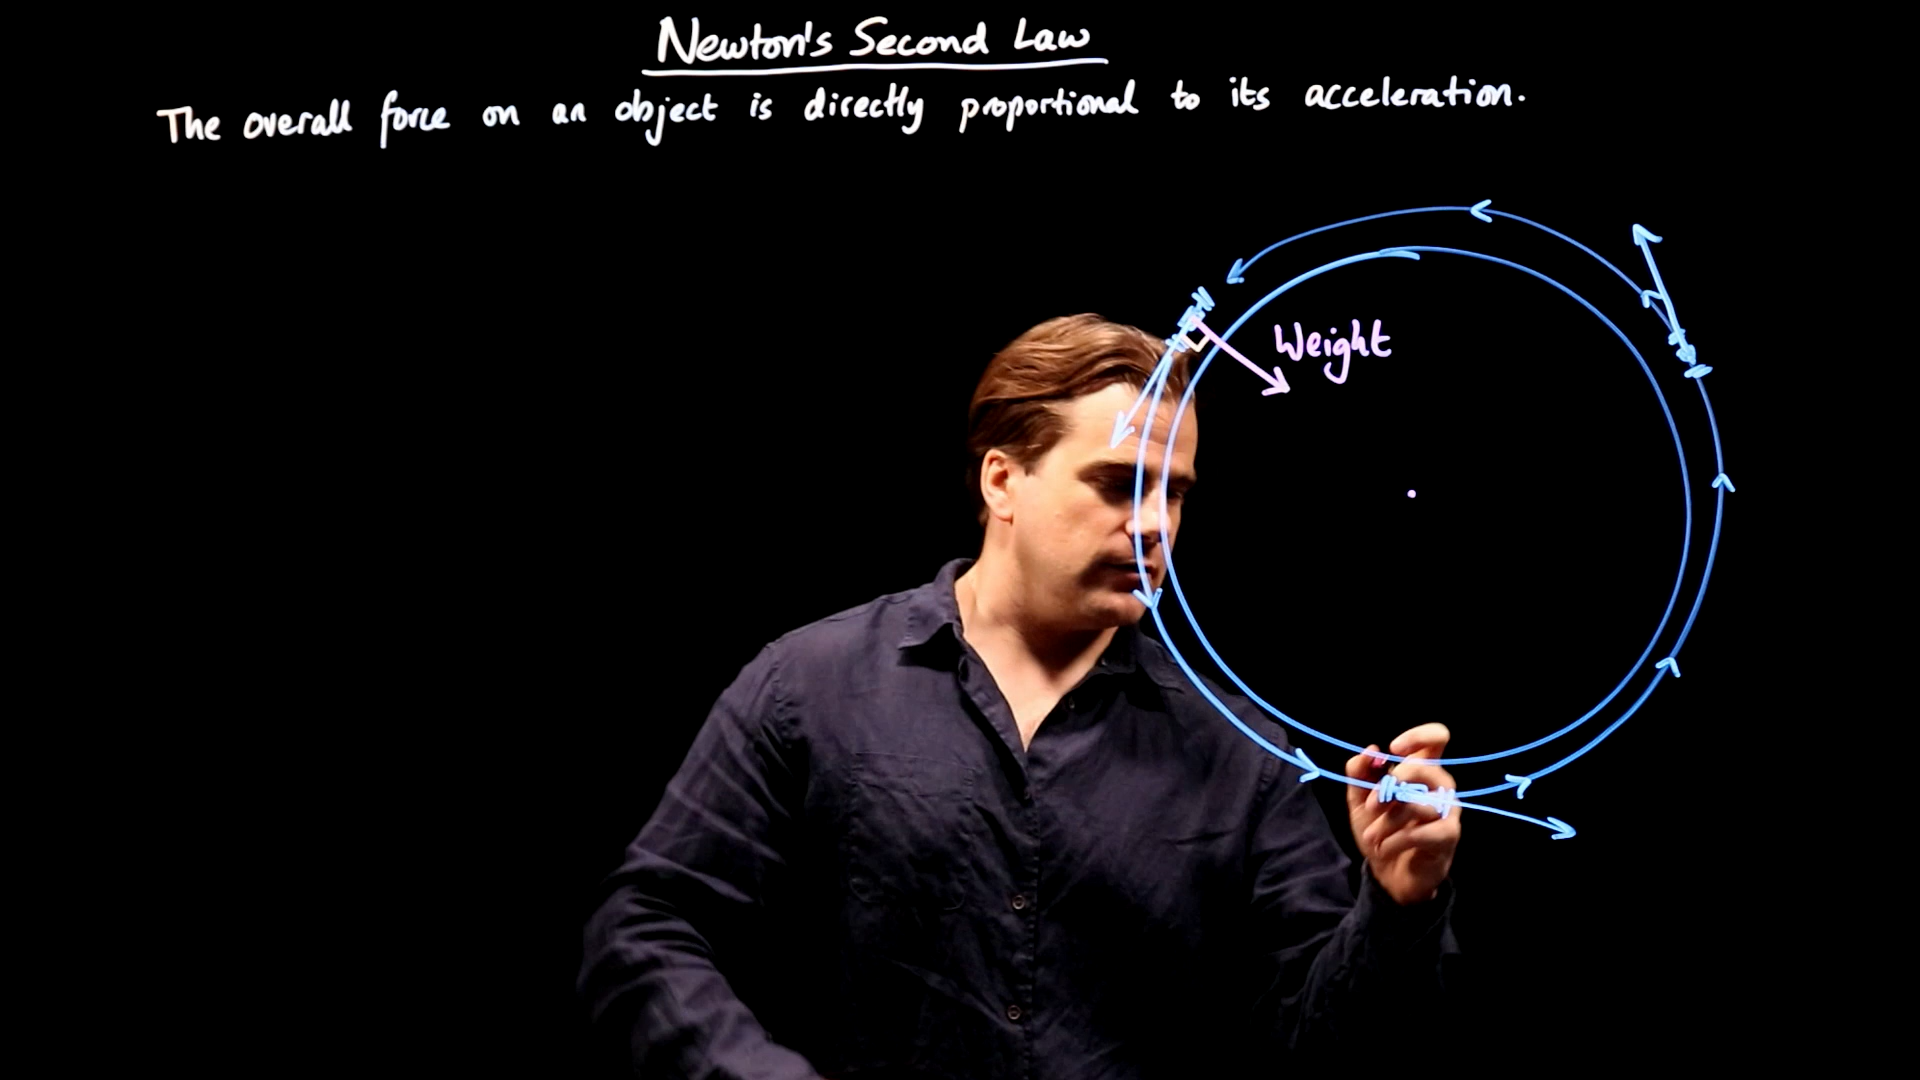 Newton's Second Law
The overall force on an object is directly proportional to its acceleration.
Weight